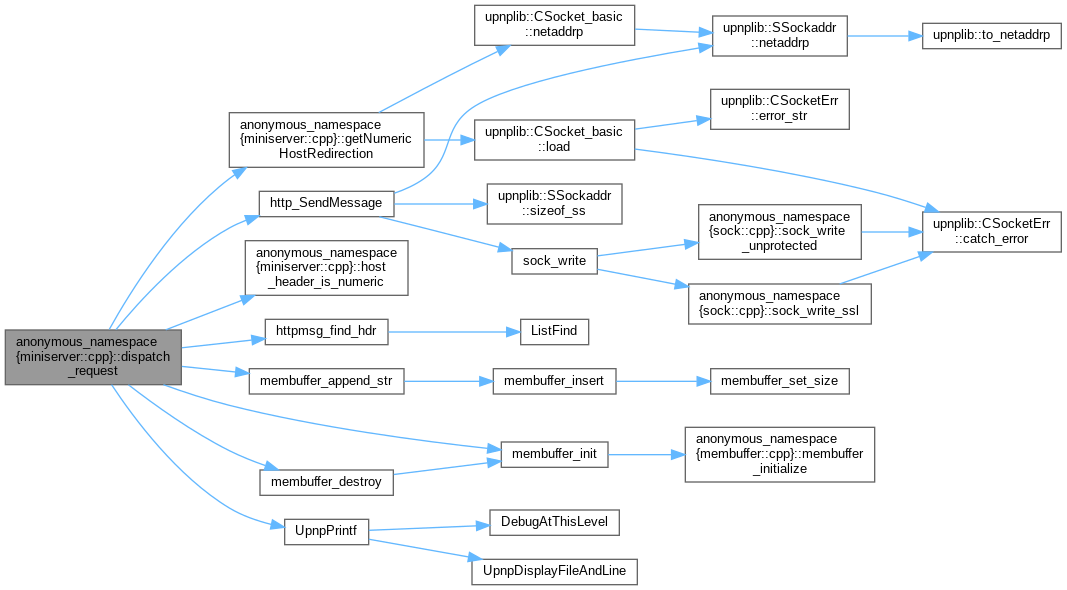 upnplib::CSocket_basic
::netaddrp
upnplib::SSockaddr
::netaddrp
upnplib::to_netaddrp
upnplib::CSocketErr
::error_str
anonymous_namespace
{miniserver::cpp}::getNumeric
HostRedirection
upnplib::CSocket_basic
::load
http_SendMessage
upnplib::SSockaddr
::sizeof_ss
anonymous_namespace
{sock::cpp}::sock_write
_unprotected
upnplib::CSocketErr
::catch_error
anonymous_namespace
{miniserver::cpp}::host
_header_is_numeric
sock_write
anonymous_namespace
{sock::cpp}::sock_write_ssl
anonymous_namespace
{miniserver::cpp}::dispatch
_request
httpmsg_find_hdr
ListFind
membuffer_append_str
membuffer_insert
membuffer_set_size
membuffer_init
anonymous_namespace
{membuffer::cpp}::membuffer
_initialize
membuffer_destroy
UpnpPrintf
DebugAtThisLevel
UpnpDisplayFileAndLine